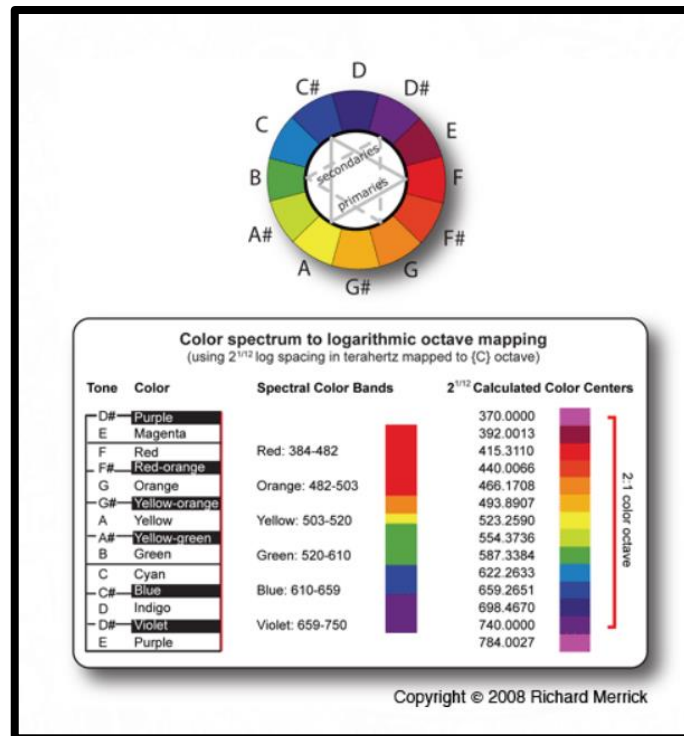 D
C#
D#
C
E
B
F
A#
F#
A
G
G#
secondaries
primaries
Color spectrum to logarithmic octave mapping
(using 2^1/12 log spacing in terahertz mapped to {C} octave)
Tone Color Spectral Color Bands 2^1/12 Calculated Color Centers
D# Purple 370.0000
E Magenta 392.0013
F Red Red: 384-482 415.3110
F# Red-orange 440.0066
G Orange Orange: 482-503 466.1708
G# Yellow-orange 493.8907
A Yellow Yellow: 503-520 523.2590
A# Yellow-green 554.3736
B Green Green: 520-610 587.3384
C Cyan 622.2633
C# Blue Blue: 610-659 659.2651
D Indigo 698.4670
D# Violet Violet: 659-750 740.0000
E Purple 784.0027
2:1 color octave
Copyright © 2008 Richard Merrick